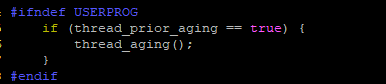 #ifndef USERPROG
if (thread_prior_aging == true) {
thread_aging();
}
#endif